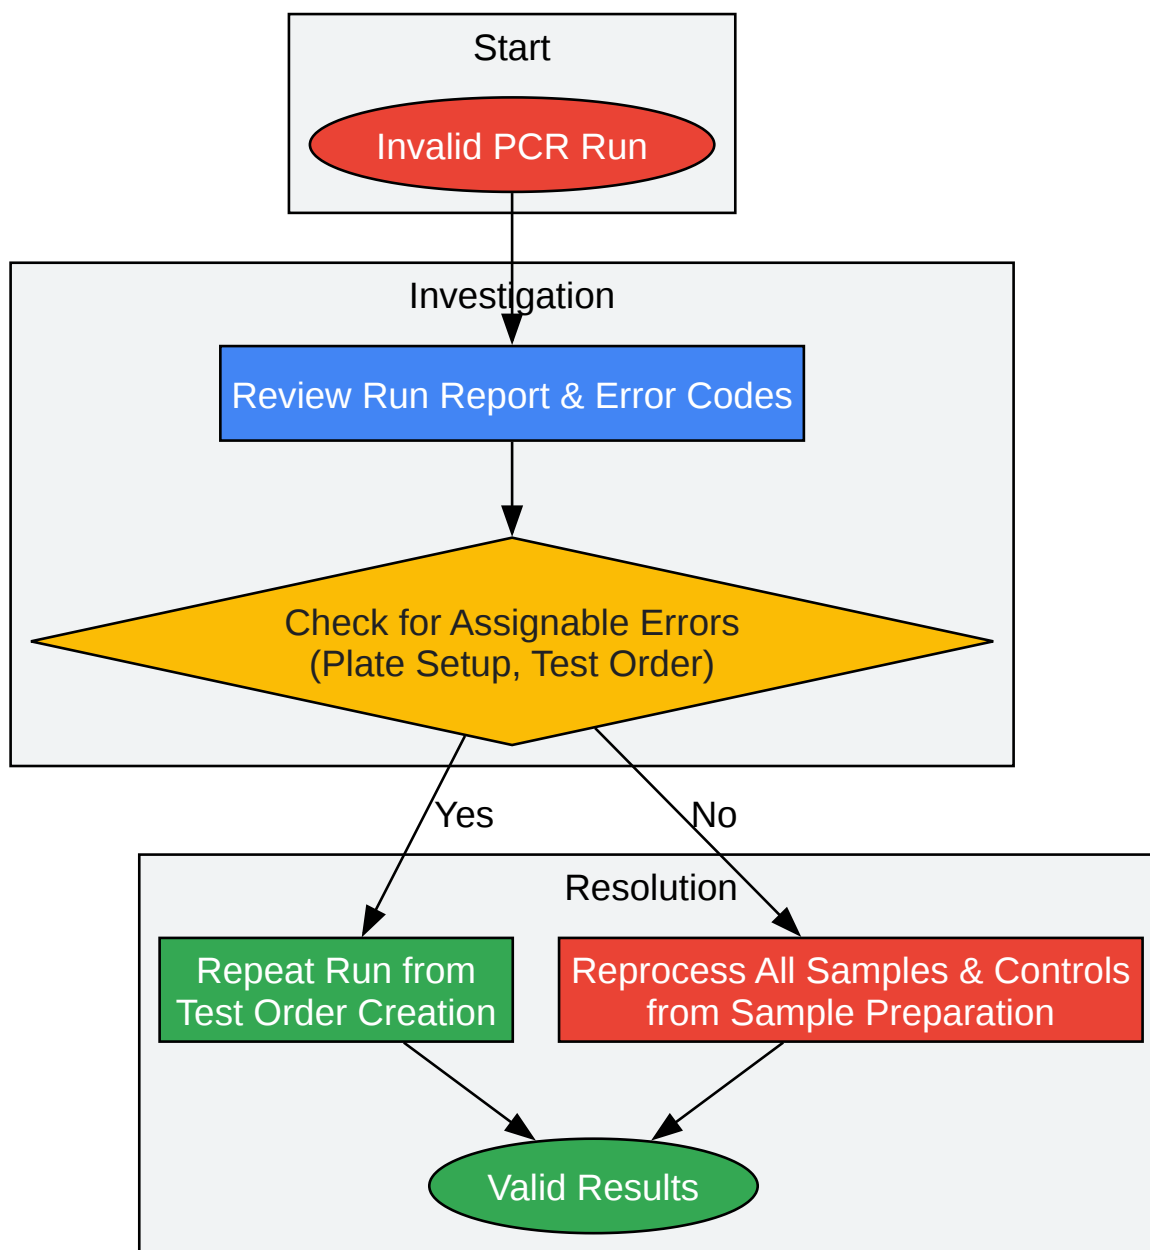 Start
Invalid PCR Run
Investigation
Review Run Report & Error Codes
Check for Assignable Errors
(Plate Setup, Test Order)
Yes
No
Resolution
Repeat Run from
Test Order Creation
Reprocess All Samples & Controls
from Sample Preparation
Valid Results